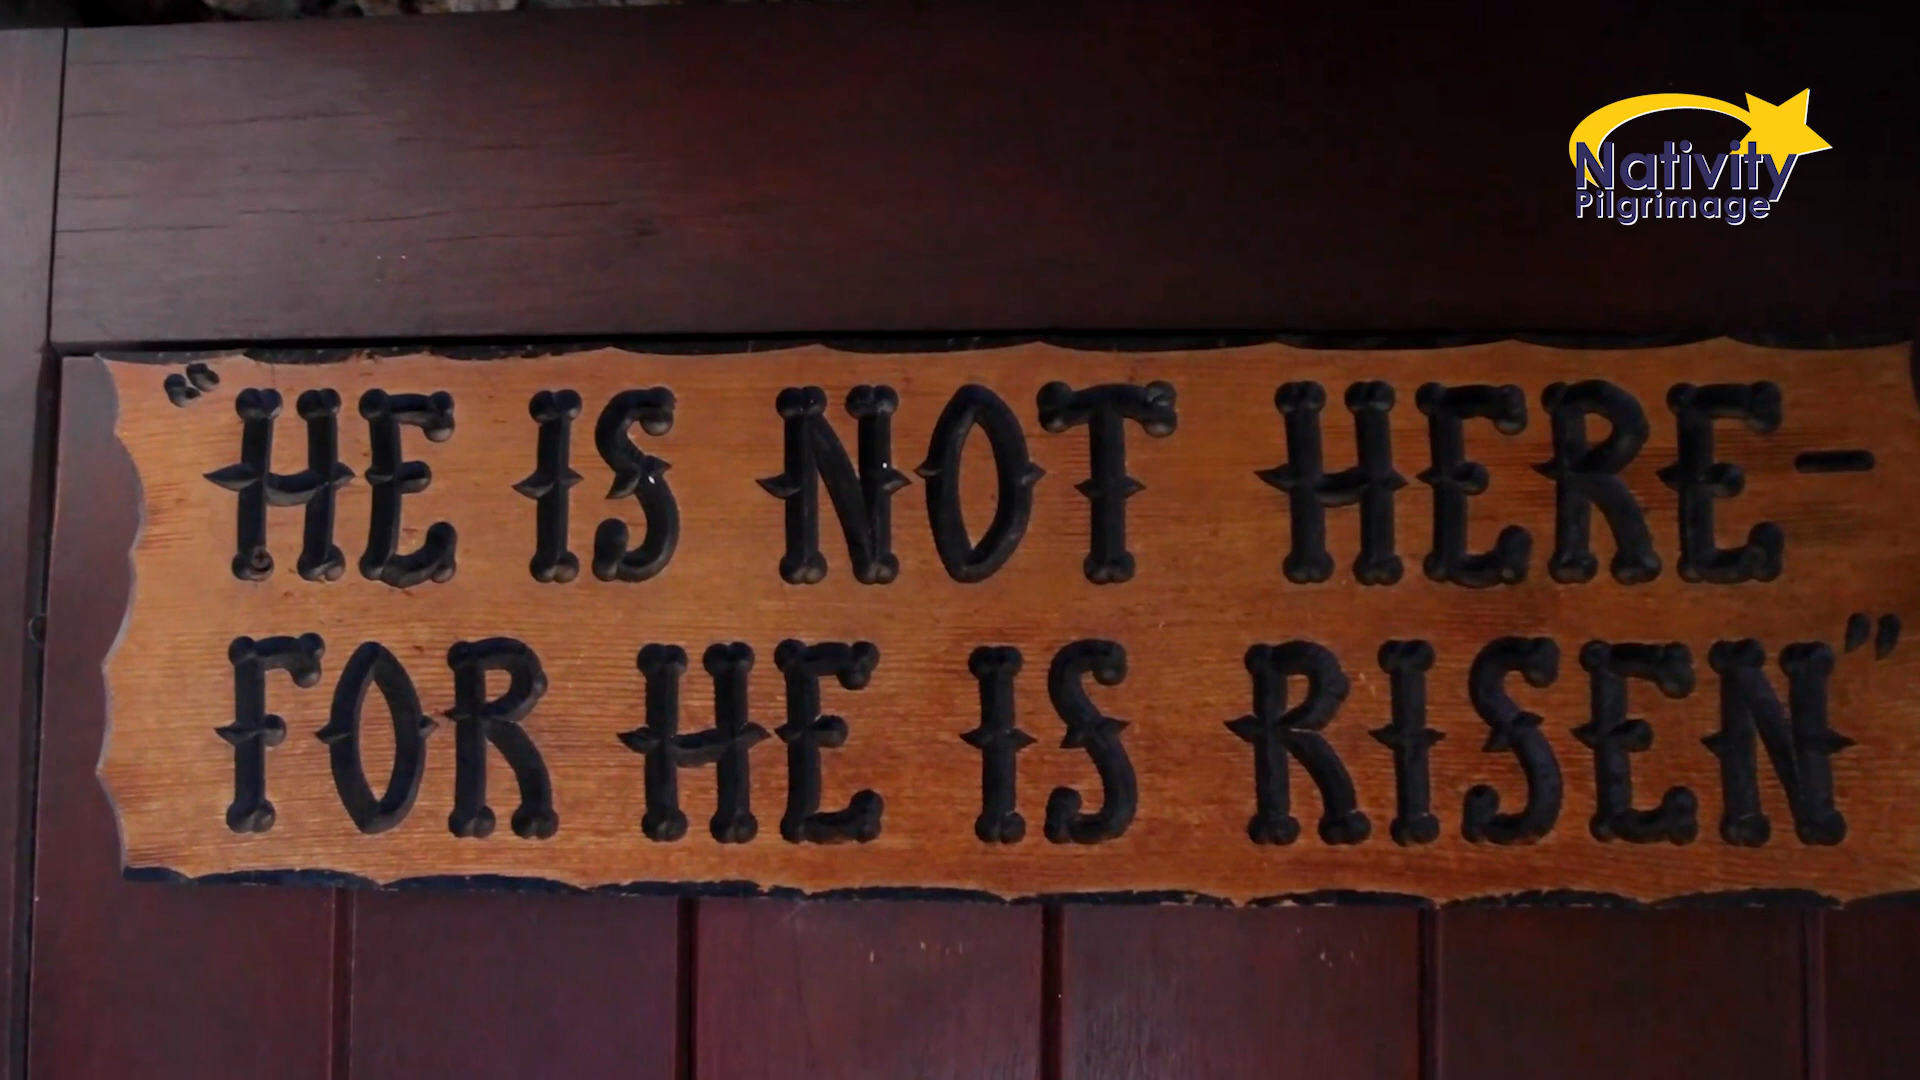 "HE IS NOT HERE-
FOR HE IS RISEN"
Nativity
Pilgrimage